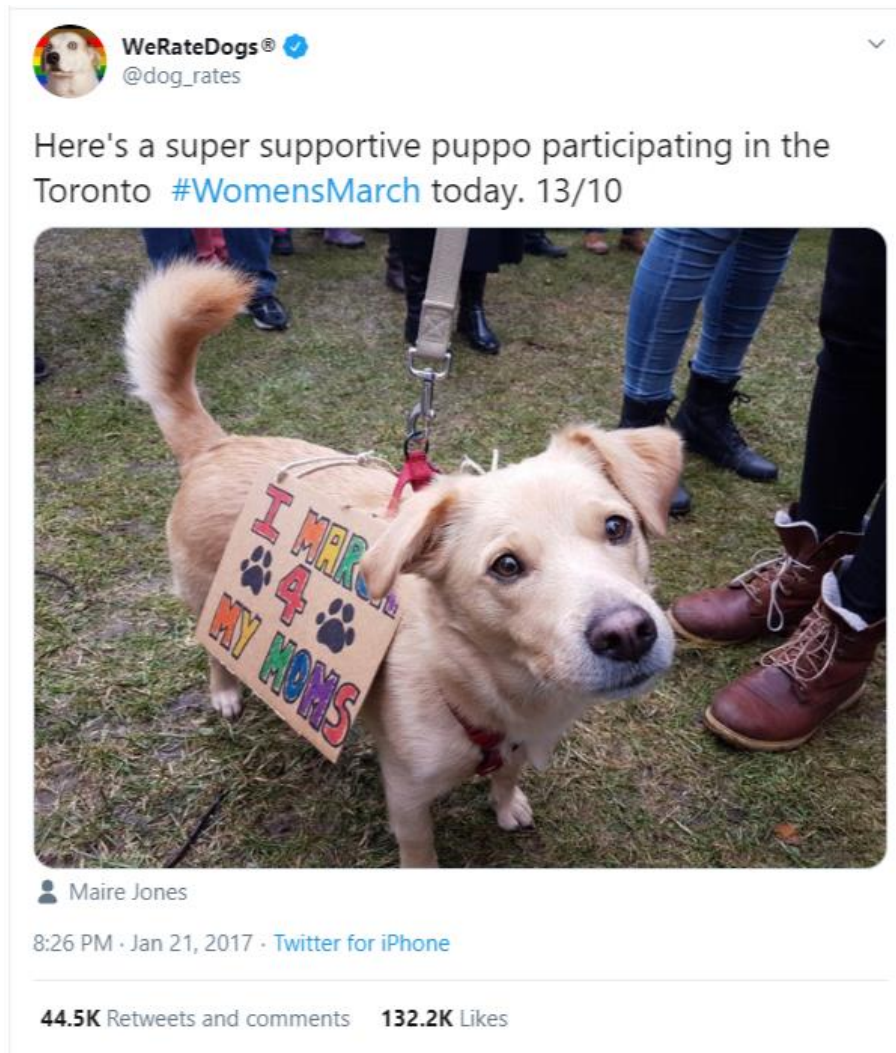 WeRateDogs®
@dog_rates
Here's a super supportive puppo participating in the
Toronto #WomensMarch today. 13/10
I MAR
4
MY MOMS
Maire Jones
8:26 PM · Jan 21, 2017 · Twitter for iPhone
44.5K Retweets and comments 132.2K Likes